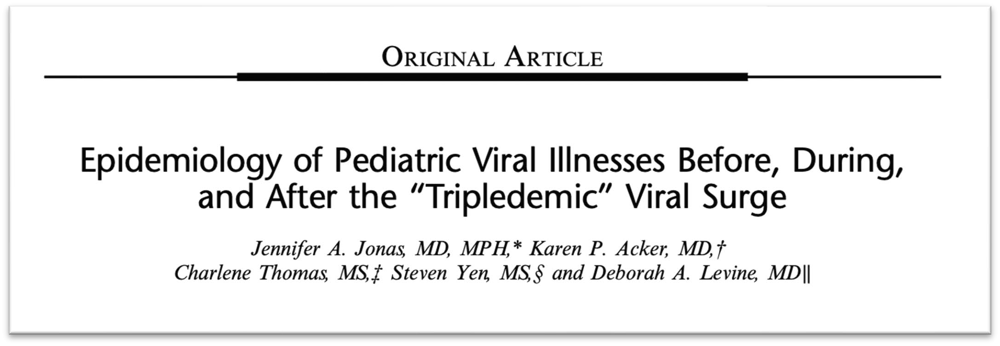 ORIGINAL ARTICLE
Epidemiology of Pediatric Viral Illnesses Before, During,
and After the “Tripledemic” Viral Surge
Jennifer A. Jonas, MD, MPH,* Karen P. Acker, MD,†
Charlene Thomas, MS,‡ Steven Yen, MS,§ and Deborah A. Levine, MD‖